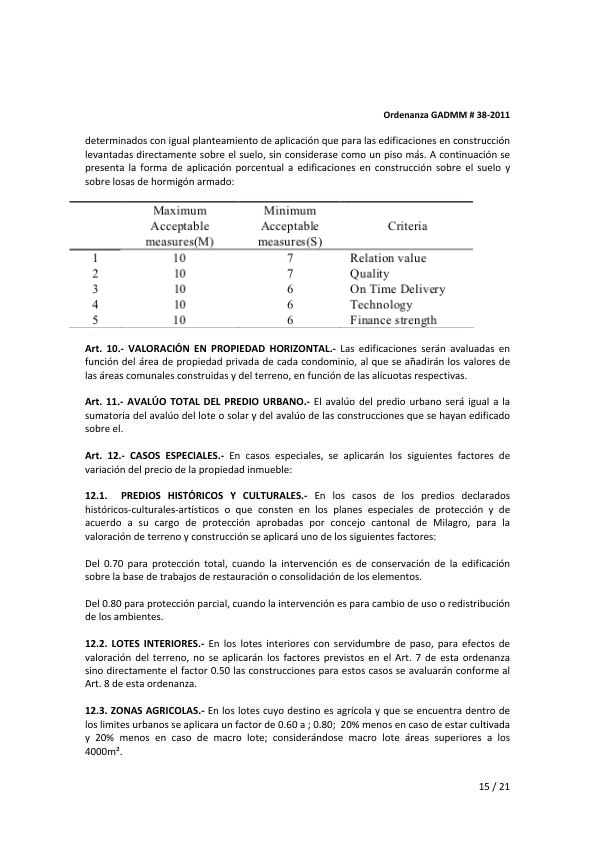 Ordenanza GADMM # 38-2011
determinados con igual planteamiento de aplicación que para las edificaciones en construcción
levantadas directamente sobre el suelo, sin considerase como un piso más. A continuación se
presenta la forma de aplicación porcentual a edificaciones en construcción sobre el suelo y
sobre losas de hormigón armado:
Maximum Acceptable measures(M) Minimum Acceptable measures(S) Criteria
1 10 7 Relation value
2 10 7 Quality
3 10 6 On Time Delivery
4 10 6 Technology
5 10 6 Finance strength
Art. 10.- VALORACIÓN EN PROPIEDAD HORIZONTAL.- Las edificaciones serán avaluadas en
función del área de propiedad privada de cada condominio, al que se añadirán los valores de
las áreas comunales construidas y del terreno, en función de las alícuotas respectivas.
Art. 11.- AVALÚO TOTAL DEL PREDIO URBANO.- El avalúo del predio urbano será igual a la
sumatoria del avalúo del lote o solar y del avalúo de las construcciones que se hayan edificado
sobre el.
Art. 12.- CASOS ESPECIALES.- En casos especiales, se aplicarán los siguientes factores de
variación del precio de la propiedad inmueble:
12.1. PREDIOS HISTÓRICOS Y CULTURALES.- En los casos de los predios declarados
históricos-culturales-artísticos o que consten en los planes especiales de protección y de
acuerdo a su cargo de protección aprobadas por concejo cantonal de Milagro, para la
valoración de terreno y construcción se aplicará uno de los siguientes factores:
Del 0.70 para protección total, cuando la intervención es de conservación de la edificación
sobre la base de trabajos de restauración o consolidación de los elementos.
Del 0.80 para protección parcial, cuando la intervención es para cambio de uso o redistribución
de los ambientes.
12.2. LOTES INTERIORES.- En los lotes interiores con servidumbre de paso, para efectos de
valoración del terreno, no se aplicarán los factores previstos en el Art. 7 de esta ordenanza
sino directamente el factor 0.50 las construcciones para estos casos se avaluarán conforme al
Art. 8 de esta ordenanza.
12.3. ZONAS AGRICOLAS.- En los lotes cuyo destino es agrícola y que se encuentra dentro de
los limites urbanos se aplicara un factor de 0.60 a ; 0.80; 20% menos en caso de estar cultivada
y 20% menos en caso de macro lote; considerándose macro lote áreas superiores a los
4000m².
15 / 21